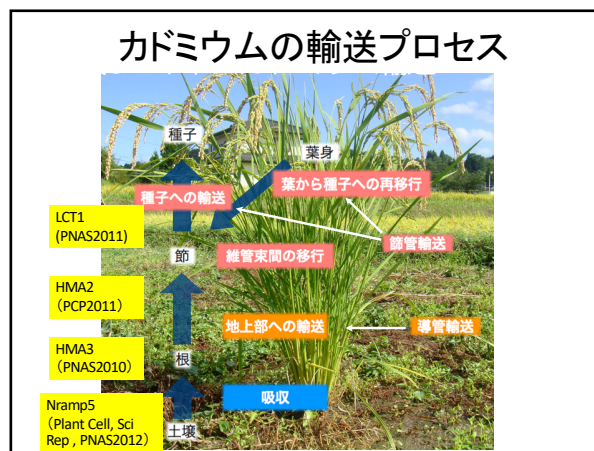 カドミウムの輸送プロセス
種子
葉身
種子への輸送
葉から種子への再移行
LCT1
(PNAS2011)
篩管輸送
節
維管束間の移行
HMA2
(PCP2011)
地上部への輸送
導管輸送
HMA3
(PNAS2010)
根
吸収
Nramp5
(Plant Cell, Sci
Rep , PNAS2012)
土壌